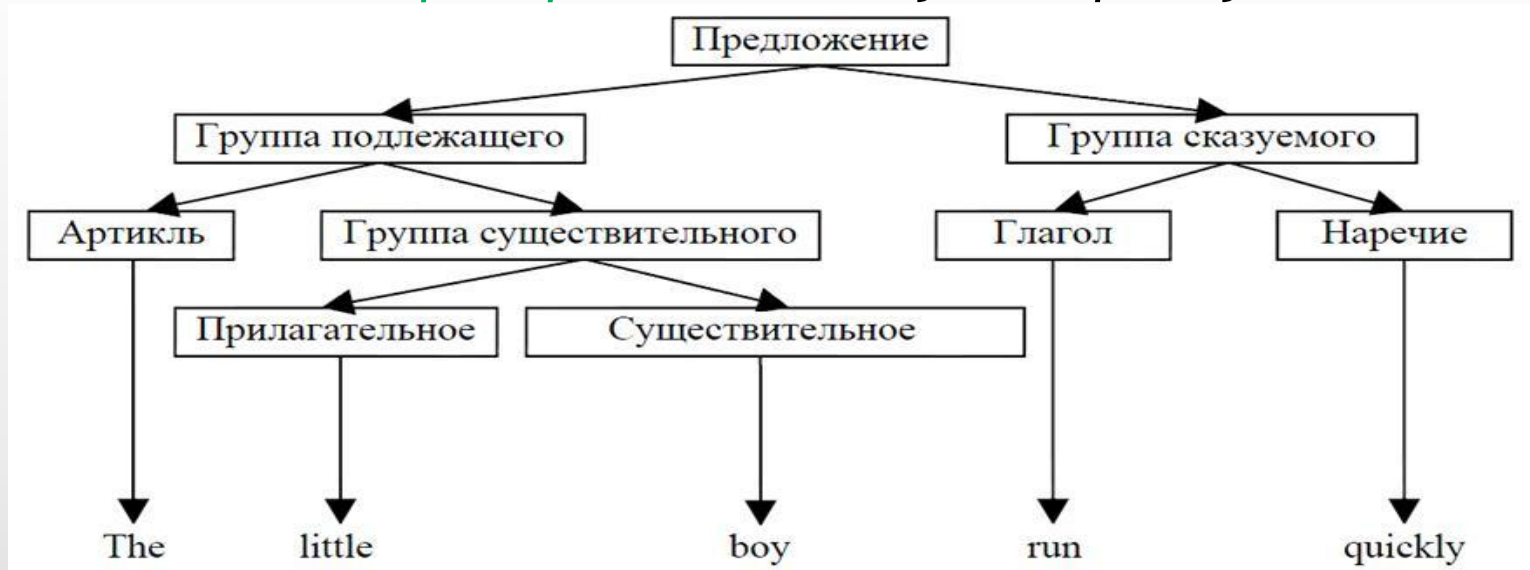 Предложение
Группа подлежащего Группа сказуемого
Артикль Группа существительного Глагол Наречие
Прилагательное Существительное
The little boy run quickly